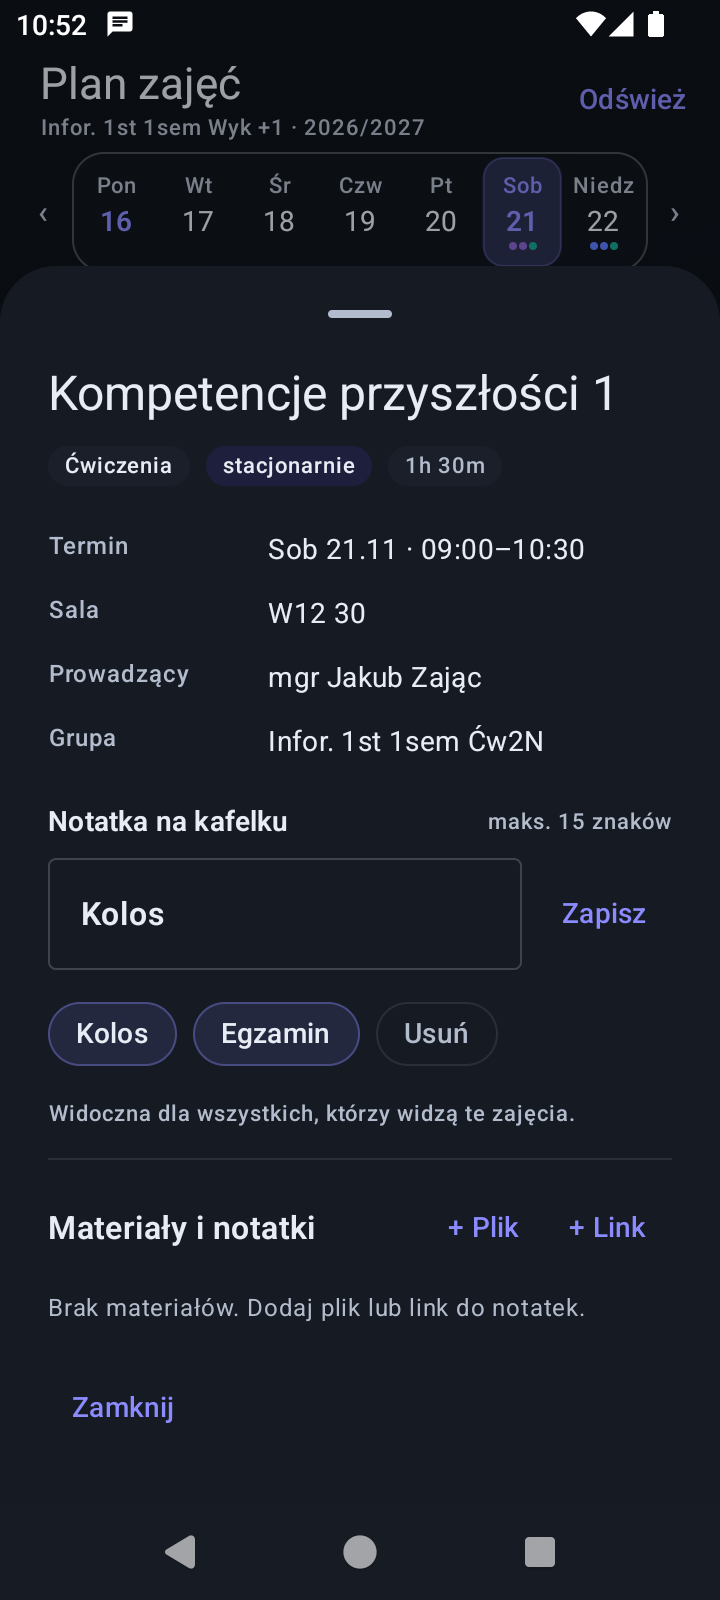 10:52
Plan zajęć
Odśwież
Infor. 1st 1sem Wyk +1 · 2026/2027
‹ Pon Wt Śr Czw Pt Sob Niedz ›
16 17 18 19 20 21 22
Kompetencje przyszłości 1
Ćwiczenia stacjonarnie 1h 30m
Termin Sob 21.11 · 09:00–10:30
Sala W12 30
Prowadzący mgr Jakub Zając
Grupa Infor. 1st 1sem Ćw2N
Notatka na kafelku maks. 15 znaków
Kolos Zapisz
Kolos Egzamin Usuń
Widoczna dla wszystkich, którzy widzą te zajęcia.
Materiały i notatki + Plik + Link
Brak materiałów. Dodaj plik lub link do notatek.
Zamknij